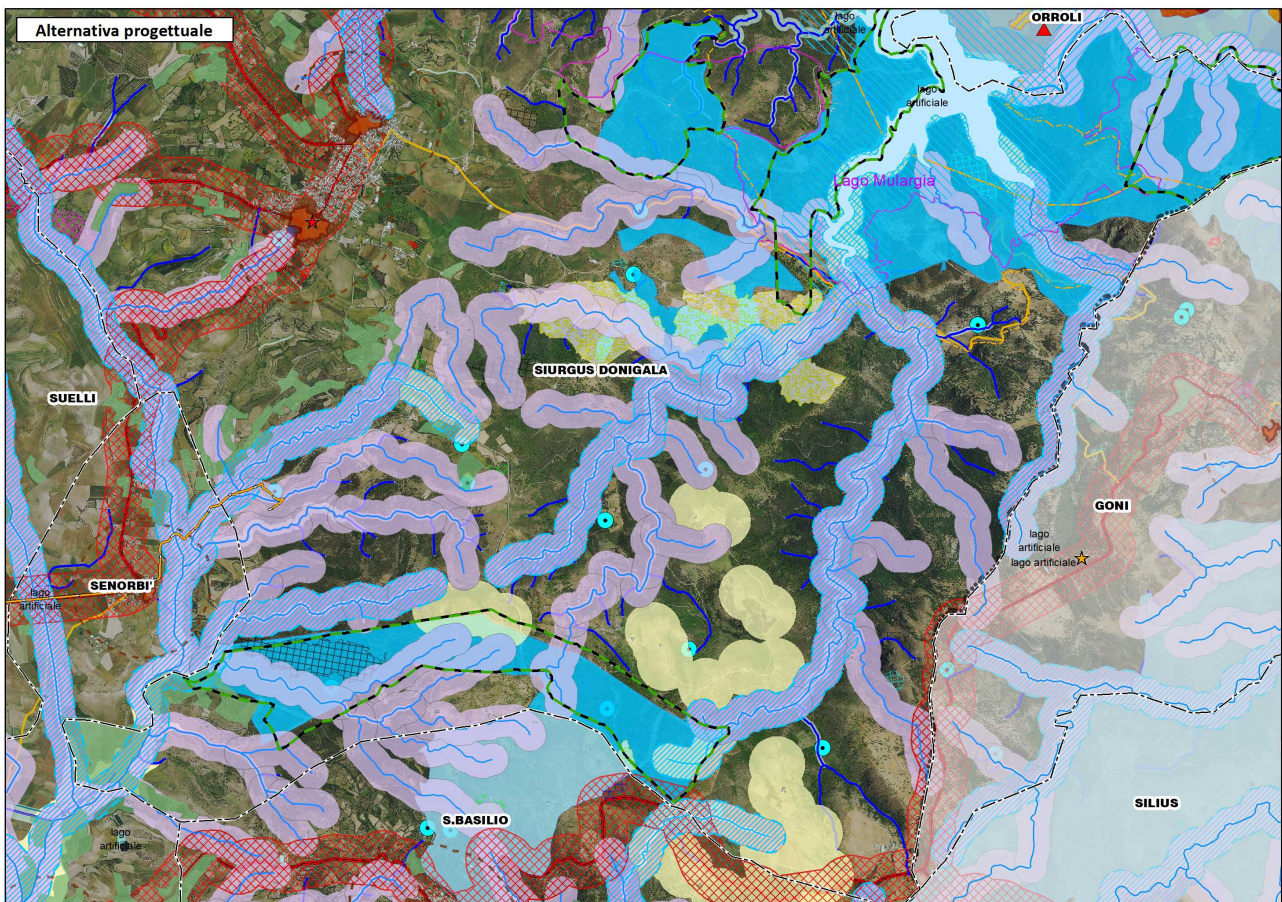 Alternativa progettuale
lago
artificiale
ORROLI
lago
artificiale
Lago Mulargia
SIURGUS DONIGALA
SUELLI
GONI
lago
artificiale
lago artificiale
SENORBI'
lago
artificiale
SILIUS
S.BASILIO
lago
artificiale